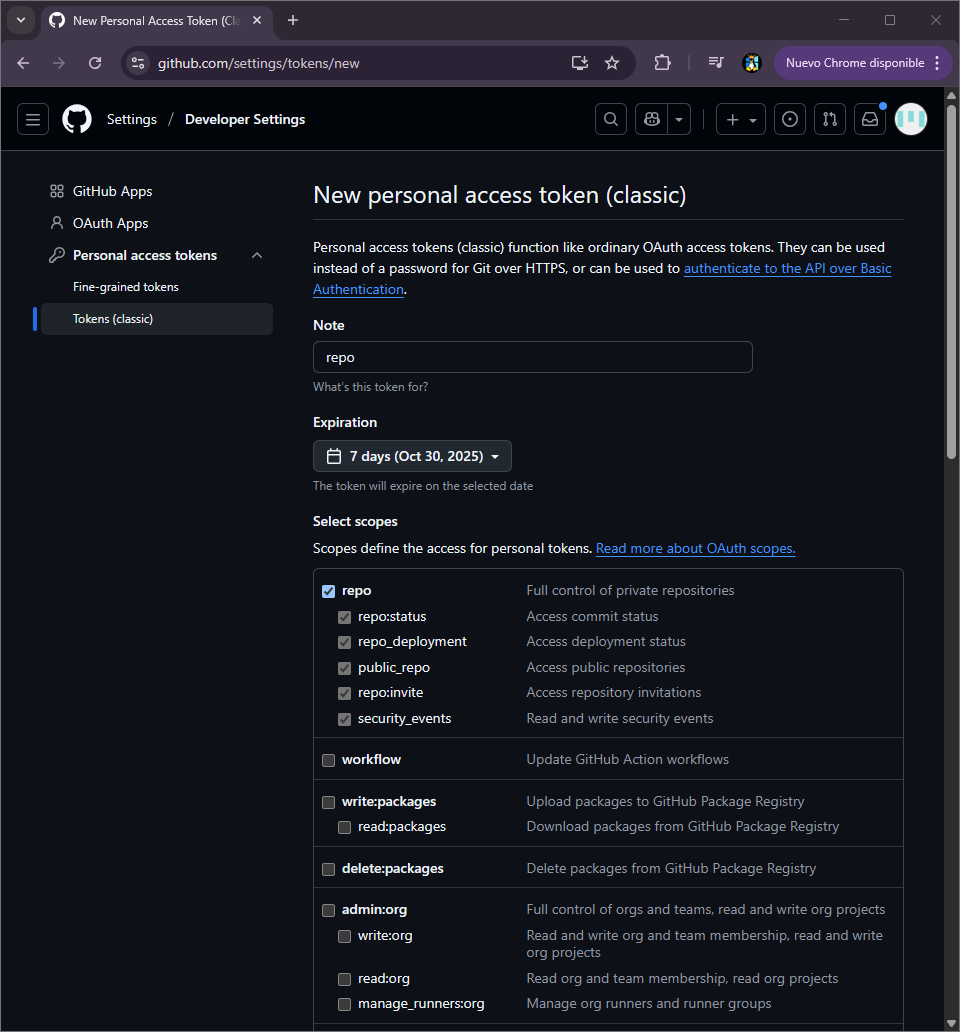 New Personal Access Token (Cla
github.com/settings/tokens/new
Nuevo Chrome disponible
Settings / Developer Settings
GitHub Apps
OAuth Apps
Personal access tokens
Fine-grained tokens
Tokens (classic)
New personal access token (classic)
Personal access tokens (classic) function like ordinary OAuth access tokens. They can be used
instead of a password for Git over HTTPS, or can be used to authenticate to the API over Basic
Authentication.
Note
repo
What's this token for?
Expiration
7 days (Oct 30, 2025)
The token will expire on the selected date
Select scopes
Scopes define the access for personal tokens. Read more about OAuth scopes.
repo Full control of private repositories
repo:status Access commit status
repo_deployment Access deployment status
public_repo Access public repositories
repo:invite Access repository invitations
security_events Read and write security events
workflow Update GitHub Action workflows
write:packages Upload packages to GitHub Package Registry
read:packages Download packages from GitHub Package Registry
delete:packages Delete packages from GitHub Package Registry
admin:org Full control of orgs and teams, read and write org projects
write:org Read and write org and team membership, read and write
org projects
read:org Read org and team membership, read org projects
manage_runners:org Manage org runners and runner groups